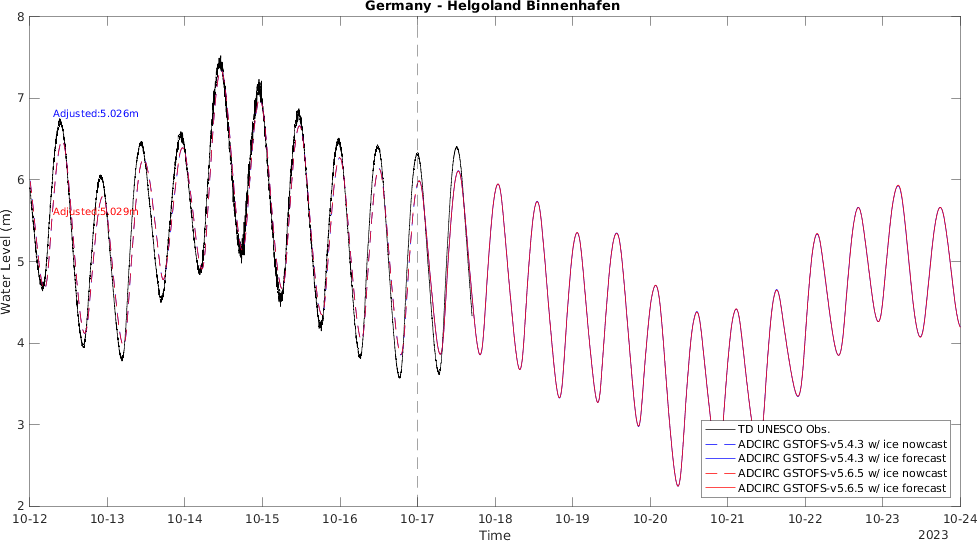 Germany - Helgoland Binnenhafen
8
7
6
5
4
3
2
Water Level (m)
Adjusted:5.026m
Adjusted:5.029m
TD UNESCO Obs.
ADCIRC GSTOFS-v5.4.3 w/ ice nowcast
ADCIRC GSTOFS-v5.4.3 w/ ice forecast
ADCIRC GSTOFS-v5.6.5 w/ ice nowcast
ADCIRC GSTOFS-v5.6.5 w/ ice forecast
10-12 10-13 10-14 10-15 10-16 10-17 10-18 10-19 10-20 10-21 10-22 10-23 10-24
Time
2023